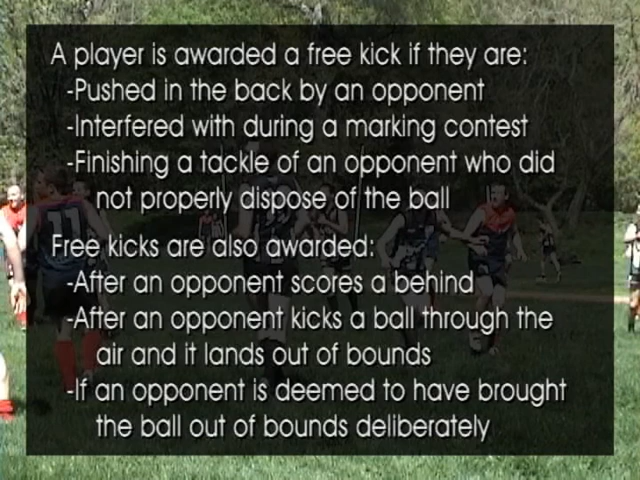 A player is awarded a free kick if they are:
-Pushed in the back by an opponent
-Interfered with during a marking contest
-Finishing a tackle of an opponent who did
not properly dispose of the ball
Free kicks are also awarded:
-After an opponent scores a behind
-After an opponent kicks a ball through the
air and it lands out of bounds
-If an opponent is deemed to have brought
the ball out of bounds deliberately
11